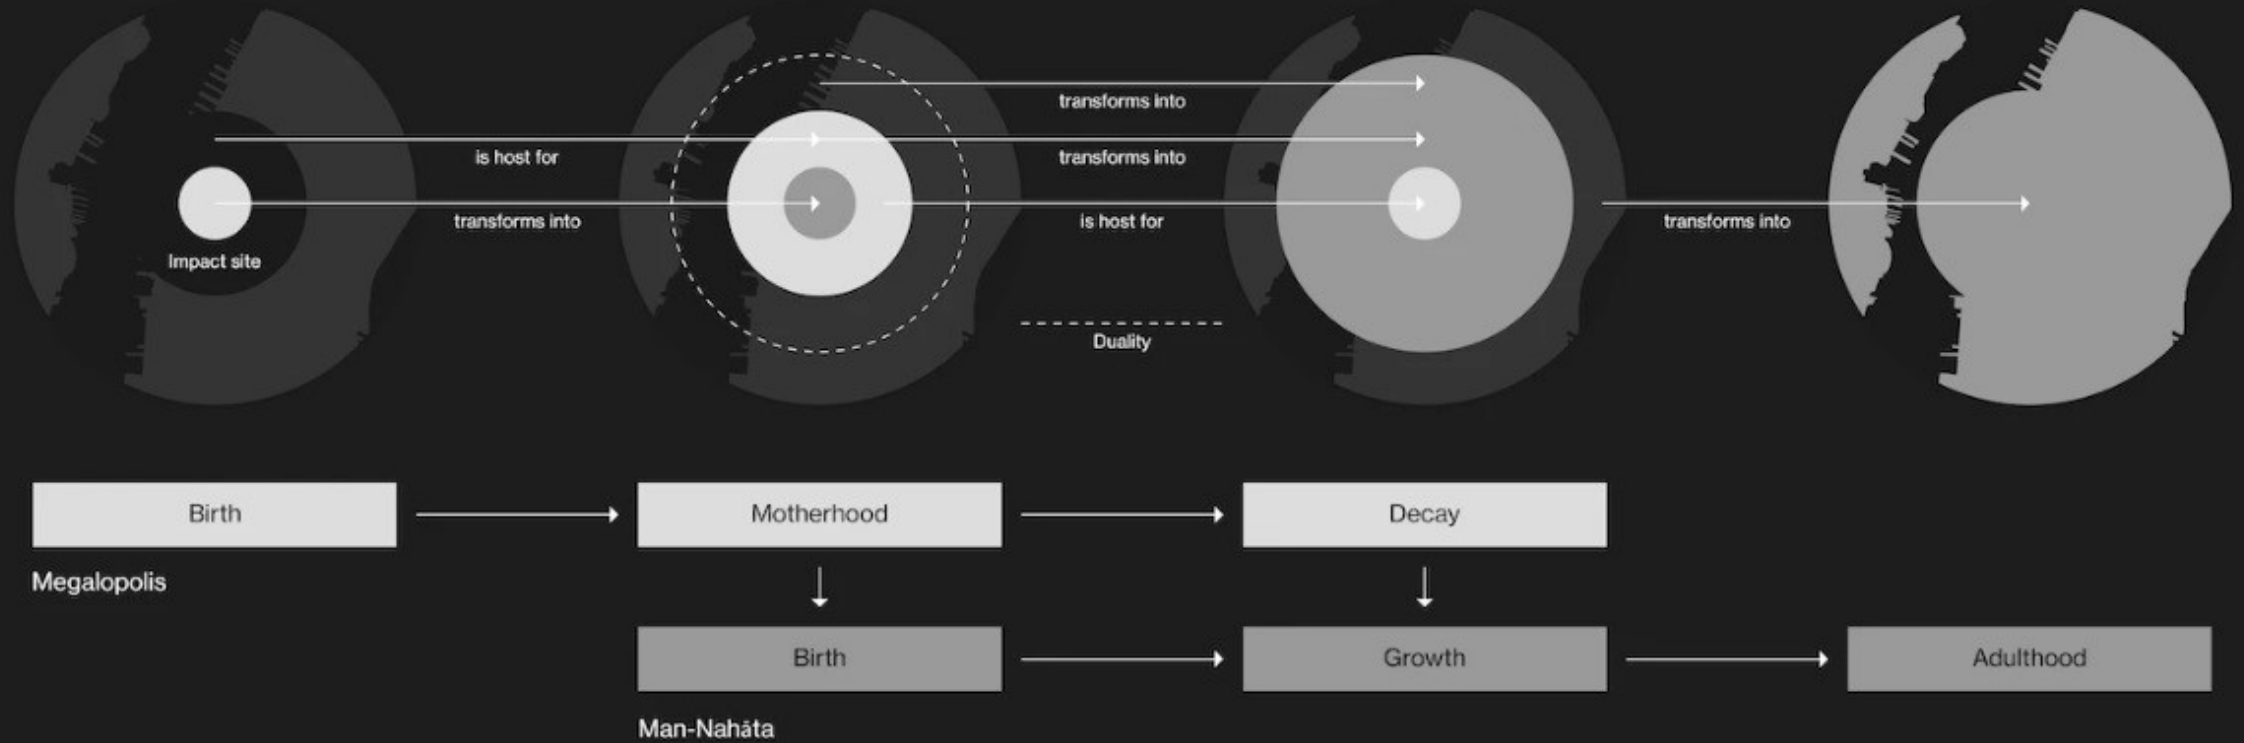 transforms into
is host for
transforms into
transforms into
is host for
transforms into
Impact site
Duality
Birth
Motherhood
Decay
Megalopolis
Birth
Growth
Adulthood
Man-Nahāta